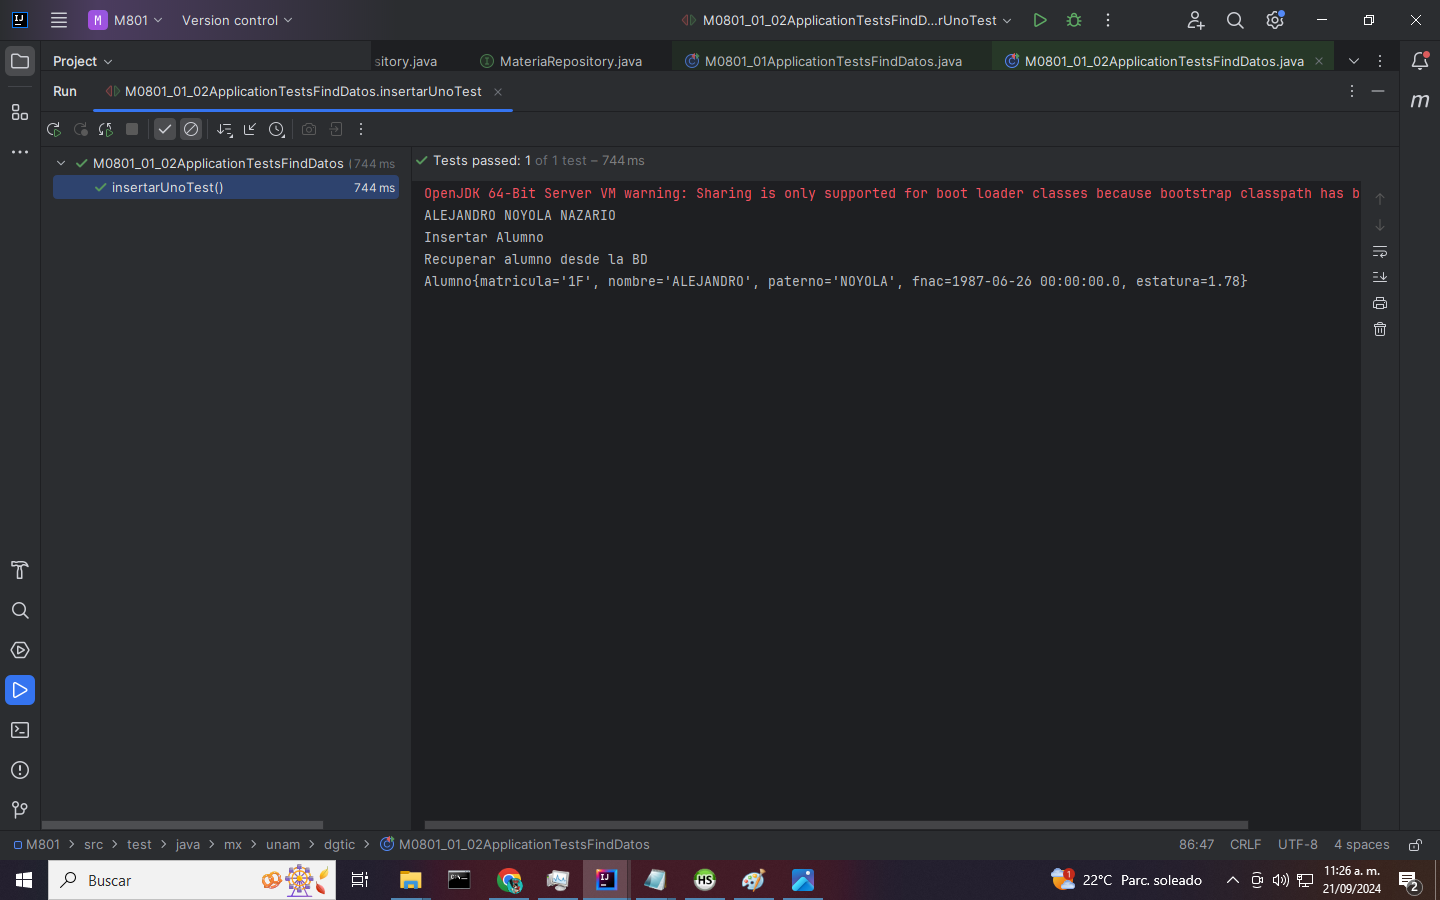 M M801 Version control M0801_01_02ApplicationTestsFindD...rUnoTest
Project sitory.java MateriaRepository.java M0801_01ApplicationTestsFindDatos.java M0801_01_02ApplicationTestsFindDatos.java
Run M0801_01_02ApplicationTestsFindDatos.insertarUnoTest
M0801_01_02ApplicationTestsFindDatos (744 ms
insertarUnoTest() 744 ms
Tests passed: 1 of 1 test – 744 ms
OpenJDK 64-Bit Server VM warning: Sharing is only supported for boot loader classes because bootstrap classpath has b
ALEJANDRO NOYOLA NAZARIO
Insertar Alumno
Recuperar alumno desde la BD
Alumno{matricula='1F', nombre='ALEJANDRO', paterno='NOYOLA', fnac=1987-06-26 00:00:00.0, estatura=1.78}
m
M801 > src > test > java > mx > unam > dgtic > M0801_01_02ApplicationTestsFindDatos 86:47 CRLF UTF-8 4 spaces
Buscar IJ HS 1 22°C Parc. soleado 11:26 a. m.
21/09/2024 2